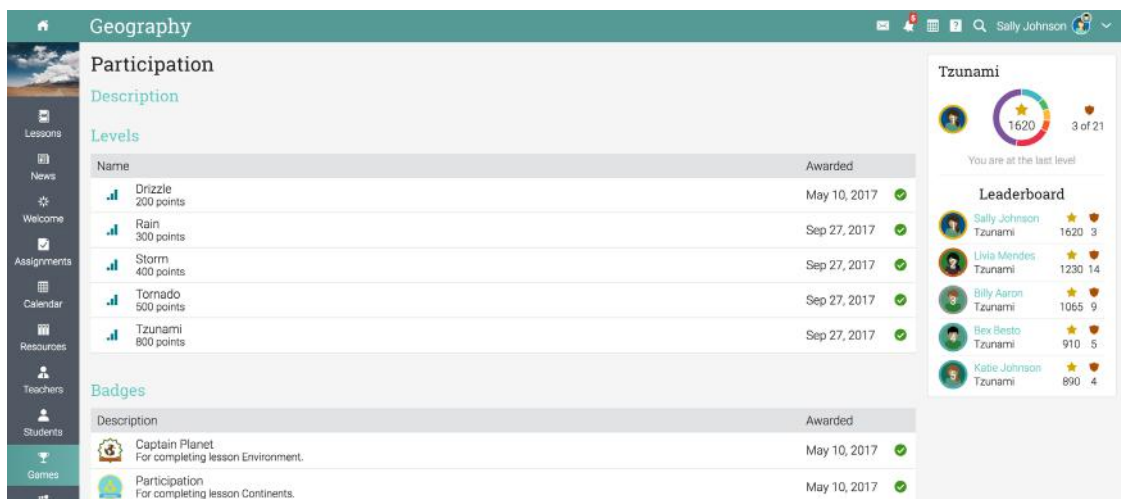 Geography
5
?
Sally Johnson
Lessons
News
Welcome
Assignments
Calendar
Resources
Teachers
Students
Games
Participation
Description
Levels
Name Awarded
Drizzle
200 points
May 10, 2017
Rain
300 points
Sep 27, 2017
Storm
400 points
Sep 27, 2017
Tornado
500 points
Sep 27, 2017
Tzunami
800 points
Sep 27, 2017
Badges
Description Awarded
Captain Planet
For completing lesson Environment.
May 10, 2017
Participation
For completing lesson Continents.
May 10, 2017
Tzunami
1620
3 of 21
You are at the last level
Leaderboard
Sally Johnson
Tzunami 1620 3
Livia Mendes
Tzunami 1230 14
Billy Aaron
Tzunami 1065 9
Bex Besto
Tzunami 910 5
Katie Johnson
Tzunami 890 4